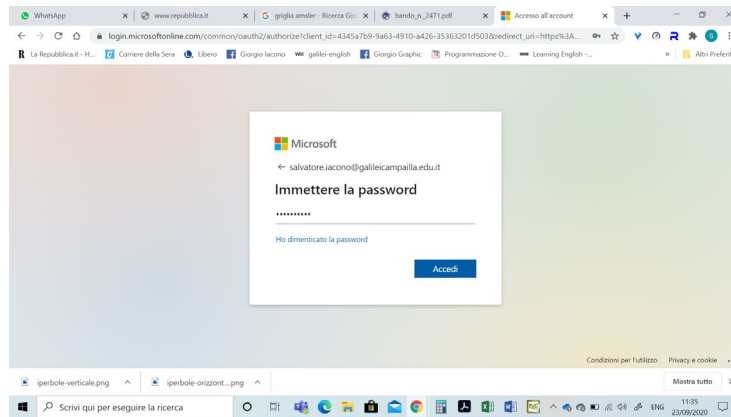 WhatsApp
www.repubblica.it
griglia amsler - Ricerca Goo
bando_n_2471.pdf
Accesso all'account
login.microsoftonline.com/common/oauth2/authorize?client_id=4345a7b9-9a63-4910-a426-35363201d503&redirect_uri=https%3A...
La Repubblica.it - H...
Corriere della Sera
Libero
Giorgio Iacono
galilei-english
Giorgio Graphic
Programmazione O...
Learning English -...
Altri Preferiti
Microsoft
← salvatore.iacono@galileicampailla.edu.it
Immettere la password
••••••••••
Ho dimenticato la password
Accedi
Condizioni per l'utilizzo Privacy e cookie
iperbole-verticale.png
iperbole-orizzont....png
Mostra tutto
Scrivi qui per eseguire la ricerca
ENG
11:35
23/09/2020